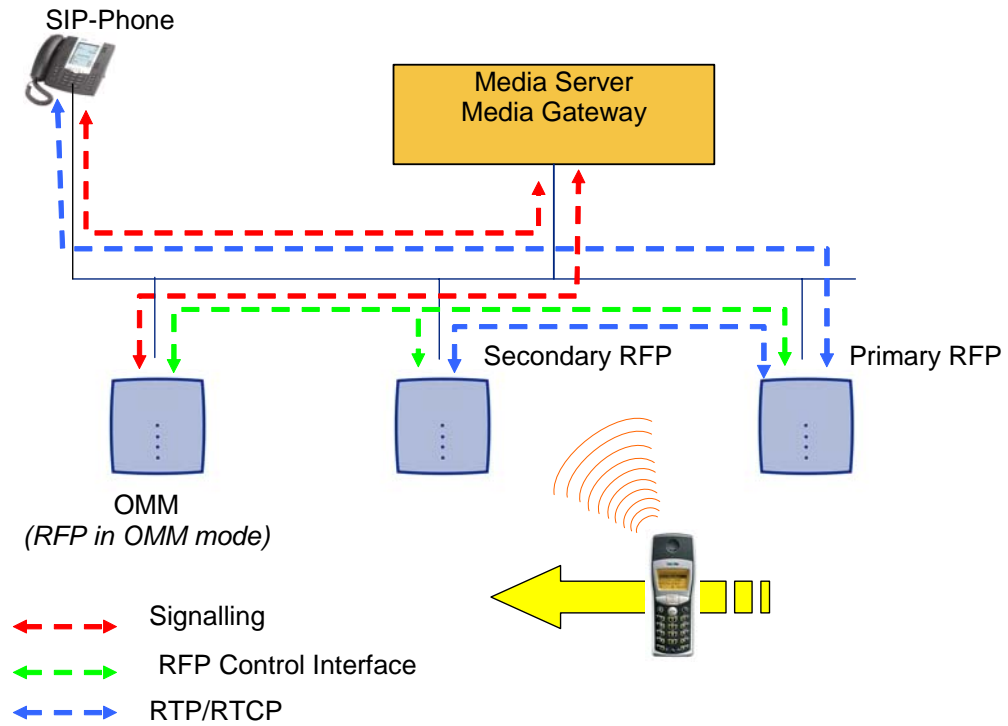 SIP-Phone
Media Server
Media Gateway
Secondary RFP
Primary RFP
OMM
(RFP in OMM mode)
Signalling
RFP Control Interface
RTP/RTCP